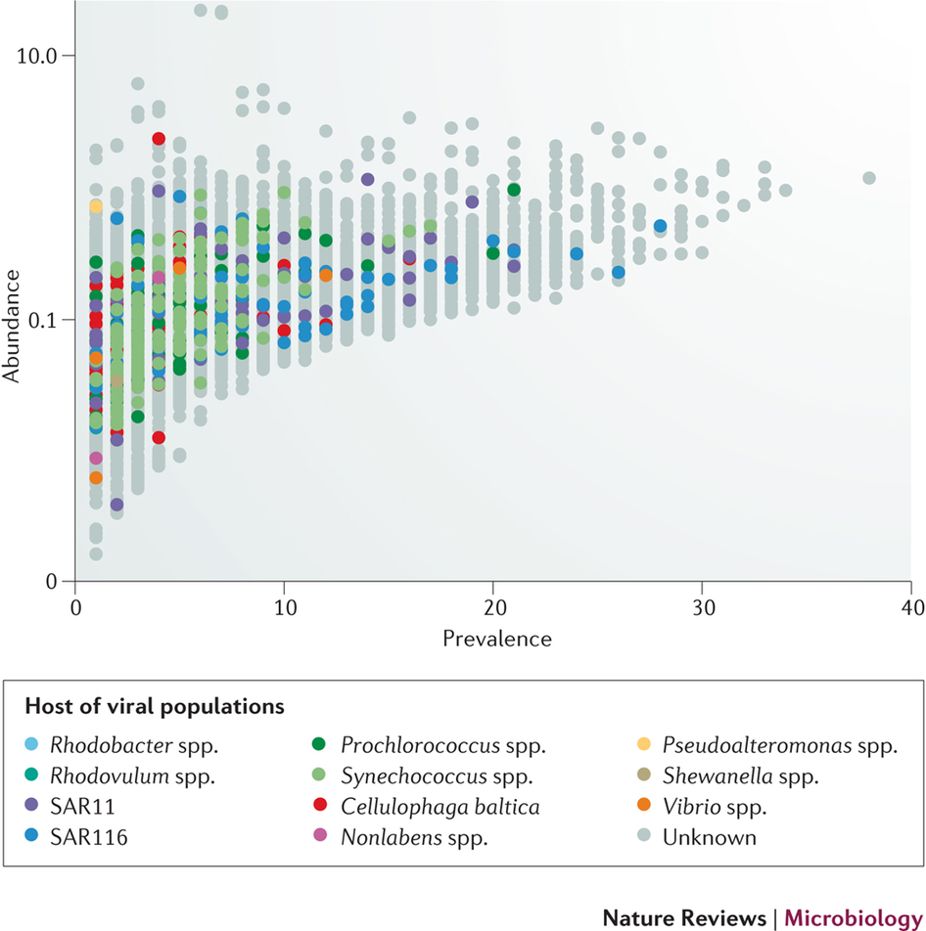 10.0
0.1
0
Abundance
0 10 20 30 40
Prevalence
Host of viral populations
Rhodobacter spp. Prochlorococcus spp. Pseudoalteromonas spp.
Rhodovulum spp. Synechococcus spp. Shewanella spp.
SAR11 Cellulophaga baltica Vibrio spp.
SAR116 Nonlabens spp. Unknown
Nature Reviews | Microbiology